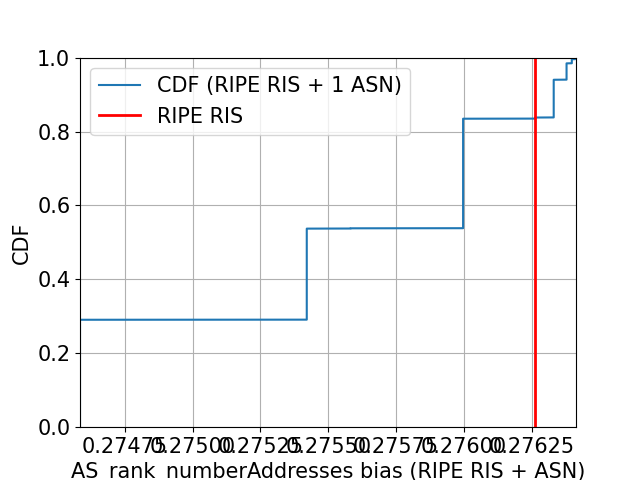 1.0
CDF (RIPE RIS + 1 ASN)
RIPE RIS
0.8
0.6
CDF
0.4
0.2
0.0
0.27475 0.27500 0.27525 0.27550 0.27575 0.27600 0.27625
AS_rank_numberAddresses bias (RIPE RIS + ASN)